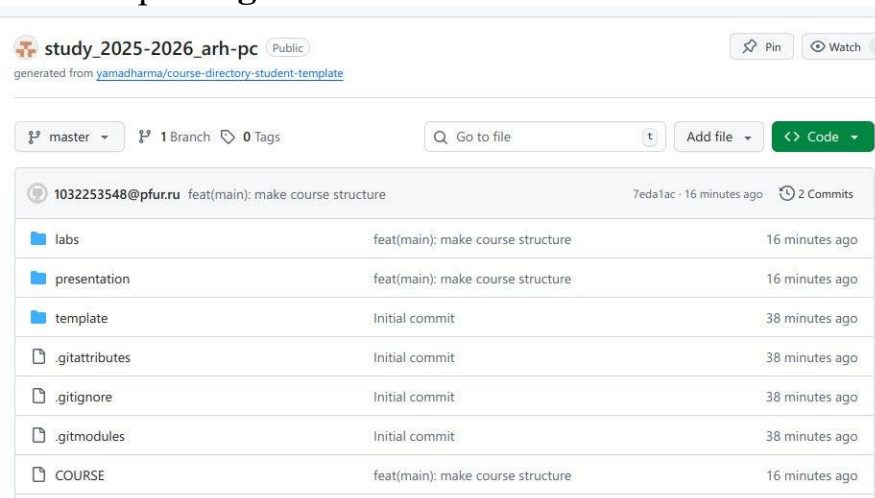 study_2025-2026_arh-pc Public
Pin
Watch
generated from yamadharma/course-directory-student-template
master
1 Branch
0 Tags
Go to file
t
Add file
Code
1032253548@pfur.ru feat(main): make course structure
7eda1ac · 16 minutes ago
2 Commits
labs feat(main): make course structure 16 minutes ago
presentation feat(main): make course structure 16 minutes ago
template Initial commit 38 minutes ago
.gitattributes Initial commit 38 minutes ago
.gitignore Initial commit 38 minutes ago
.gitmodules Initial commit 38 minutes ago
COURSE feat(main): make course structure 16 minutes ago